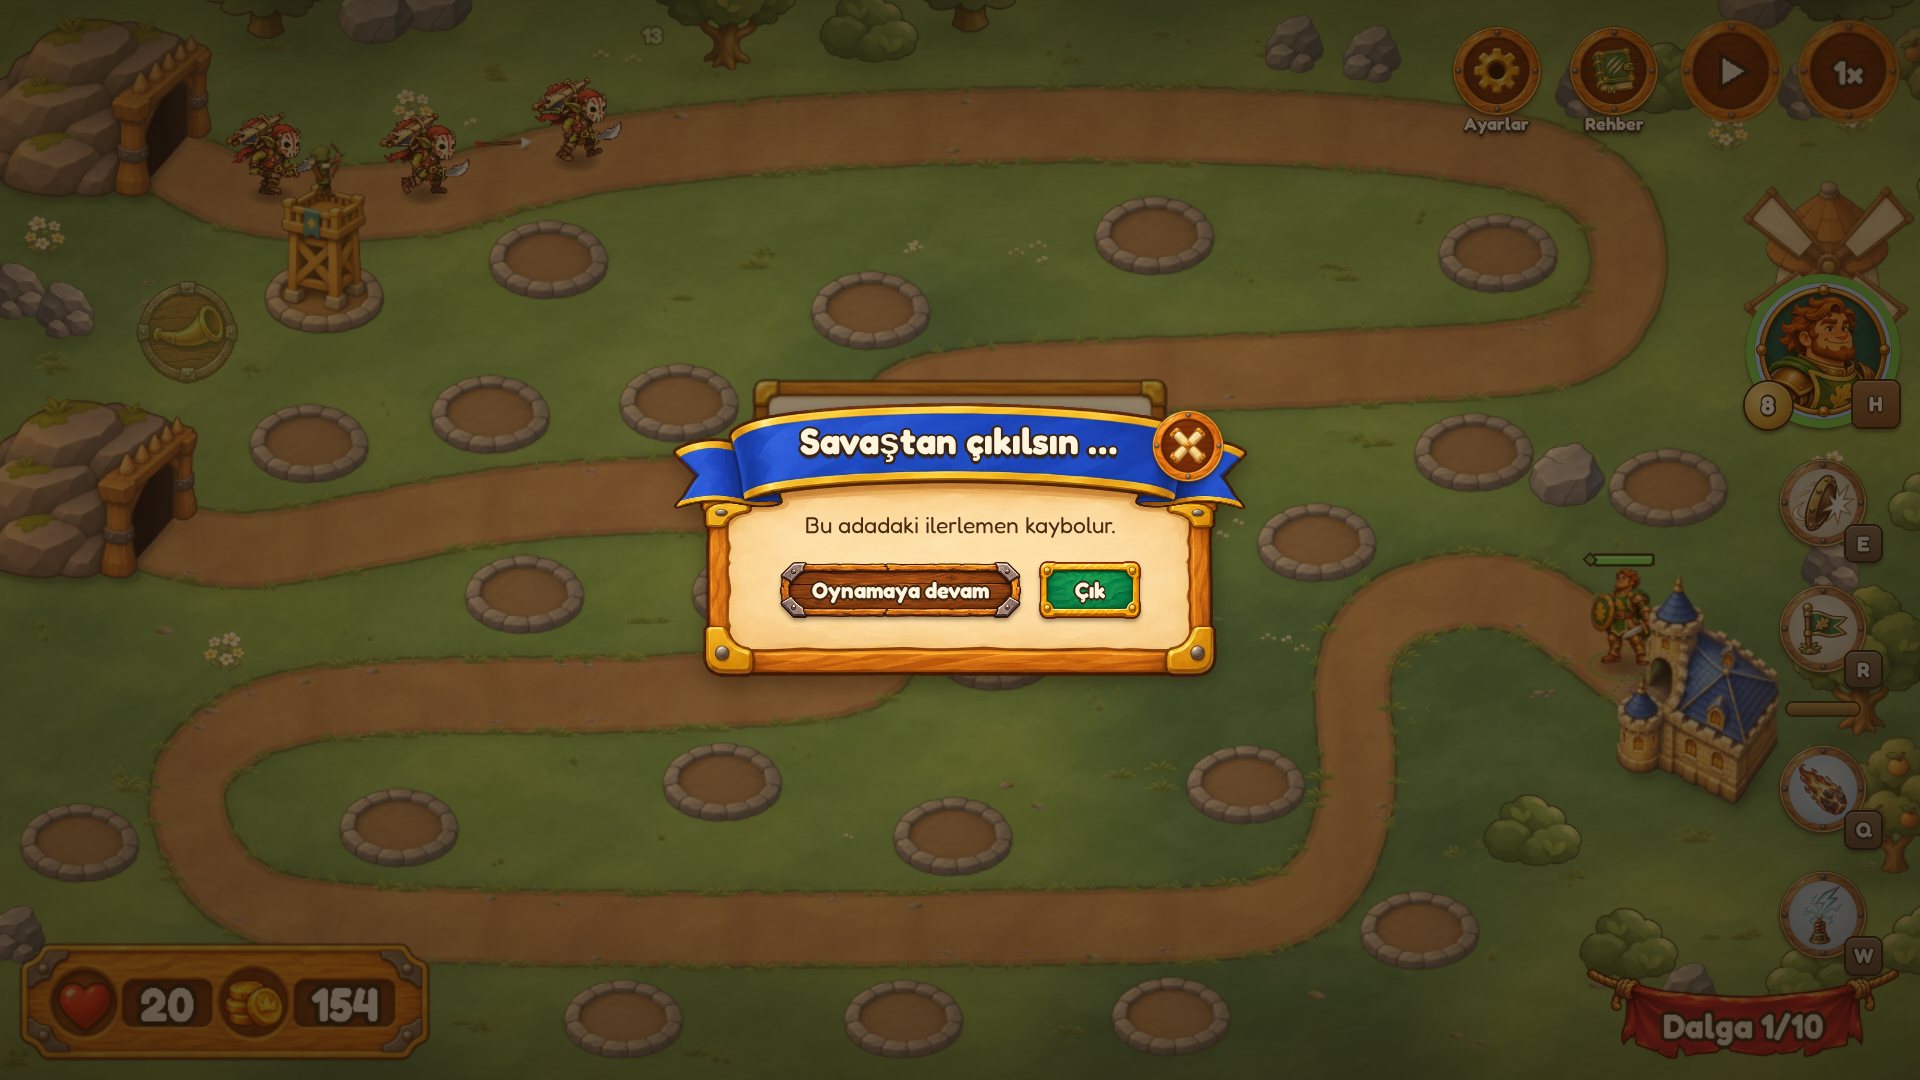 13
Ayarlar
Rehber
1x
8
H
Savaştan çıkılsın ...
Bu adadaki ilerlemen kaybolur.
Oynamaya devam
Çık
E
R
Q
W
20
154
Dalga 1/10